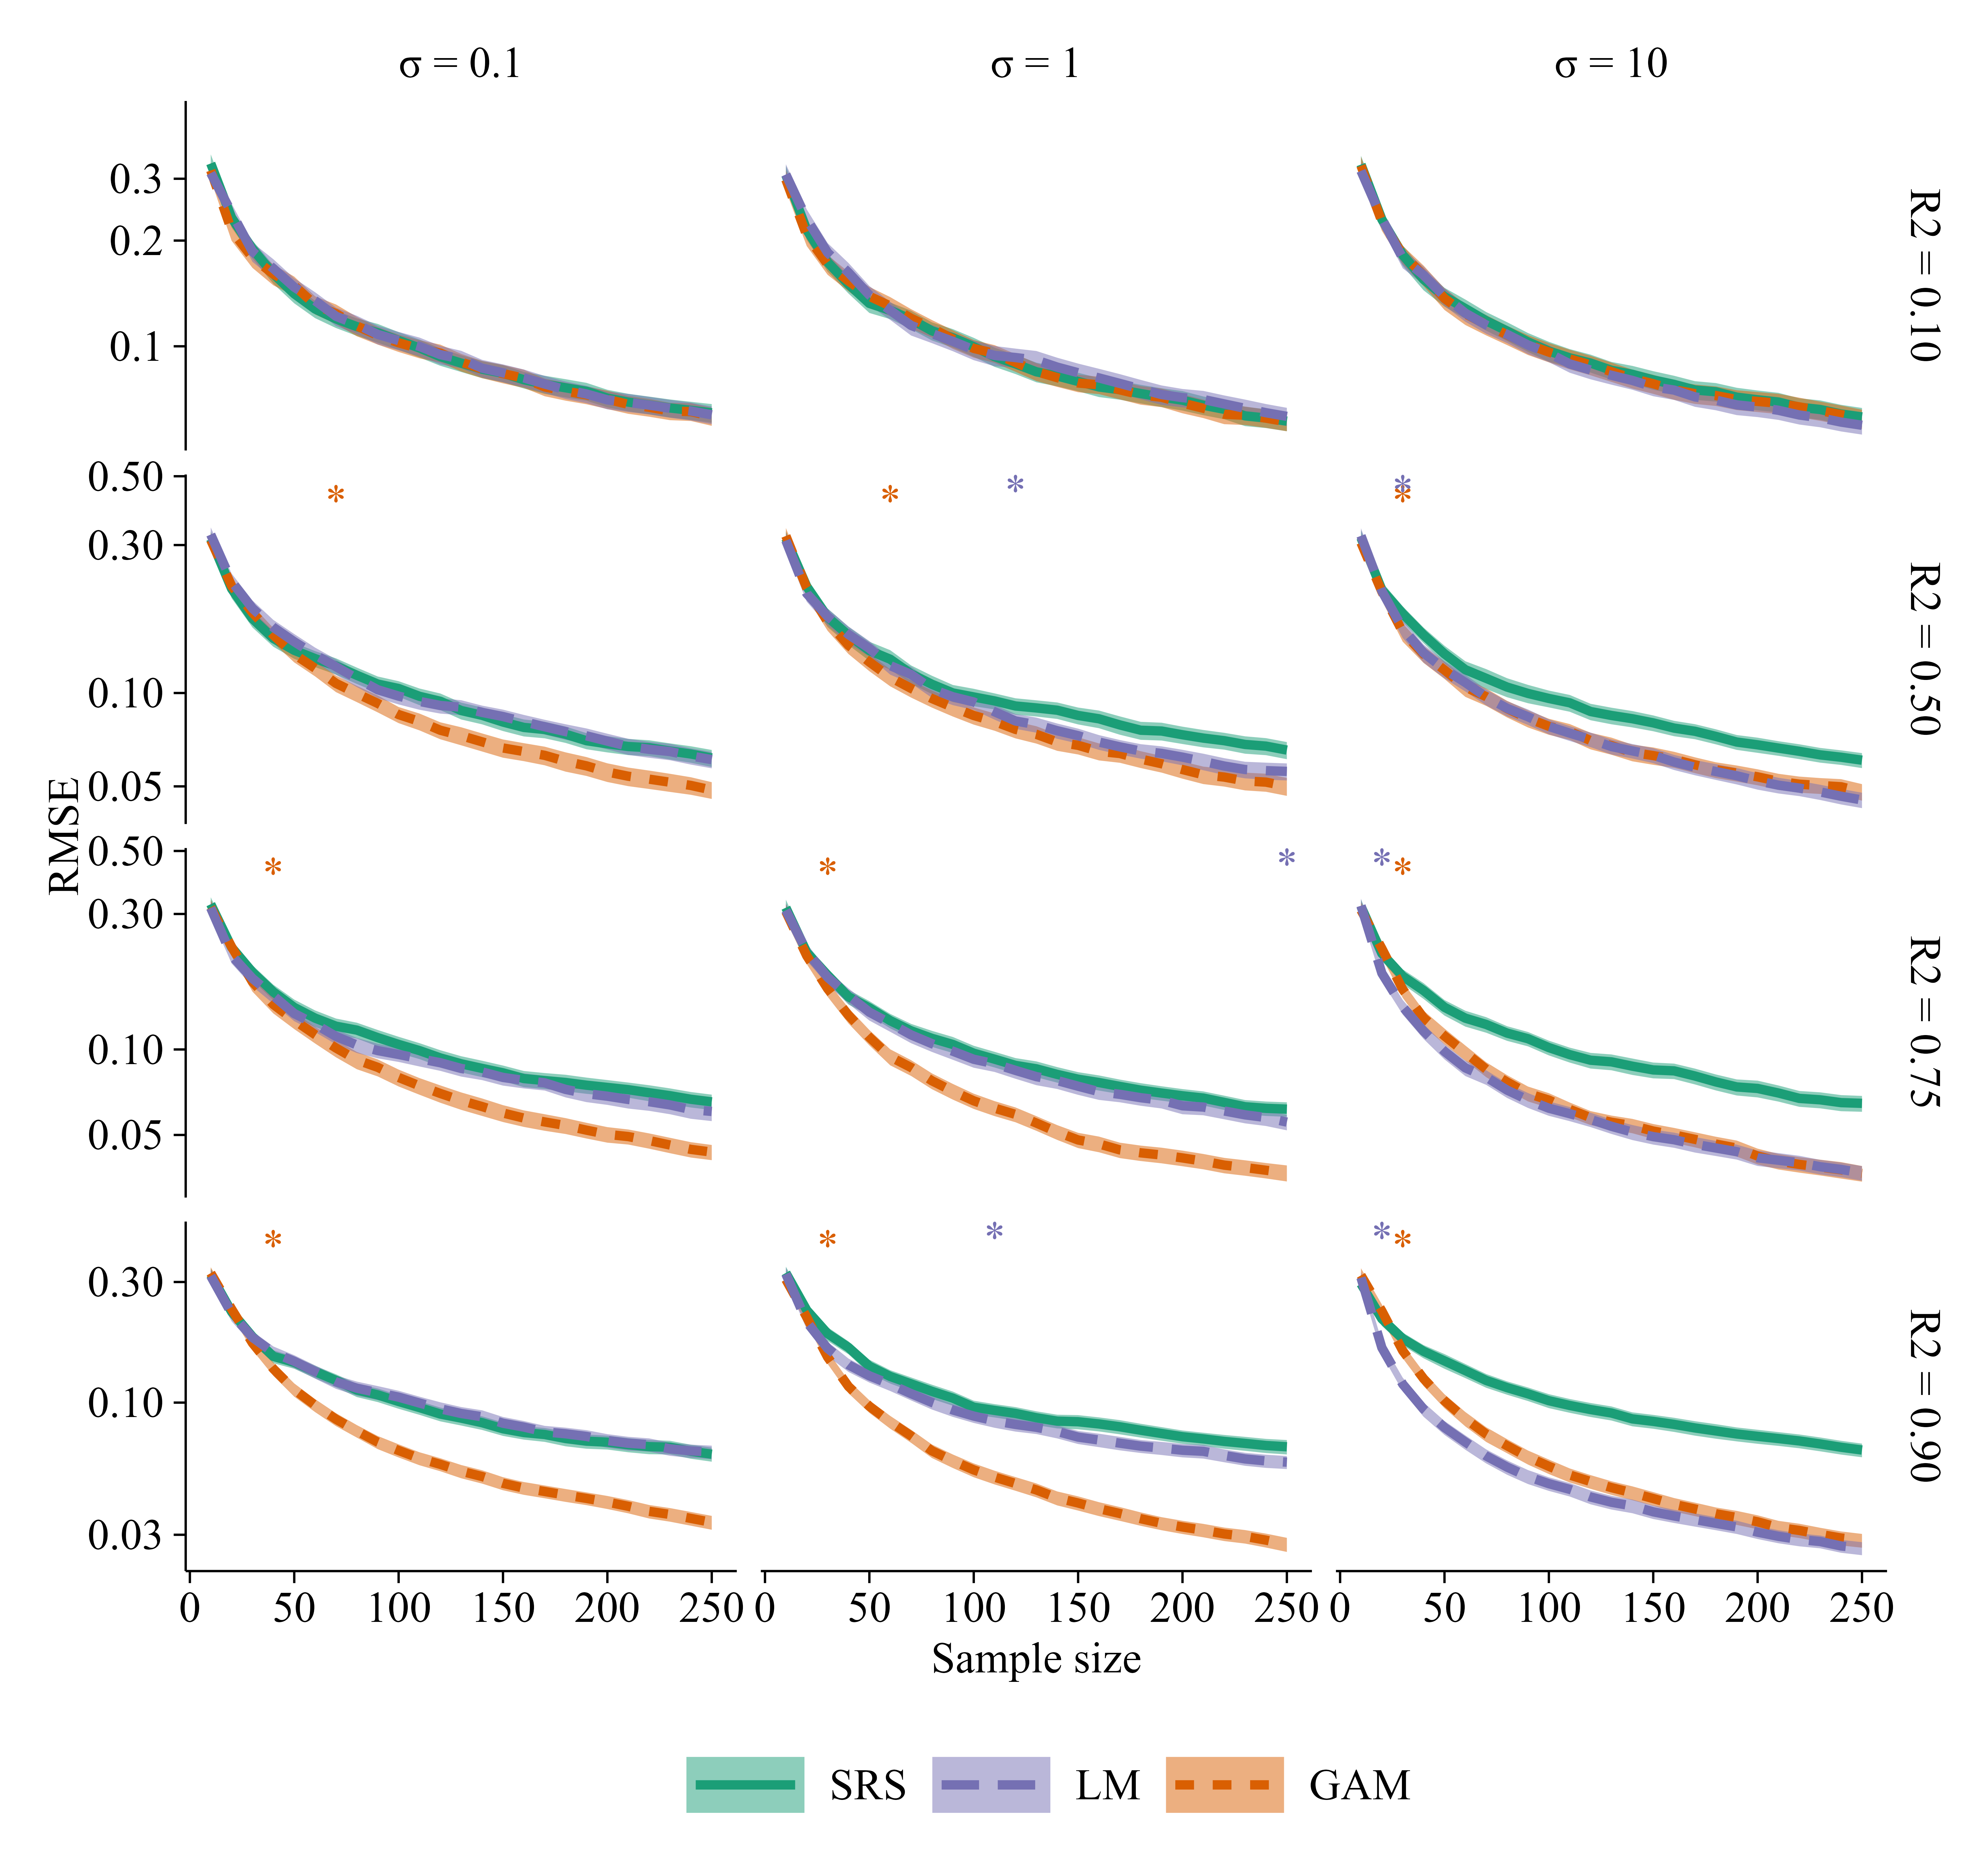 σ = 0.1 σ = 1 σ = 10
0.3
0.2
0.1
R2 = 0.10
0.50
* * * *
*
0.30
0.10
0.05
R2 = 0.50
RMSE
0.50
* * * * *
0.30
0.10
0.05
R2 = 0.75
* * * * *
0.30
0.10
0.03
R2 = 0.90
0 50 100 150 200 250 0 50 100 150 200 250 0 50 100 150 200 250
Sample size
SRS LM GAM